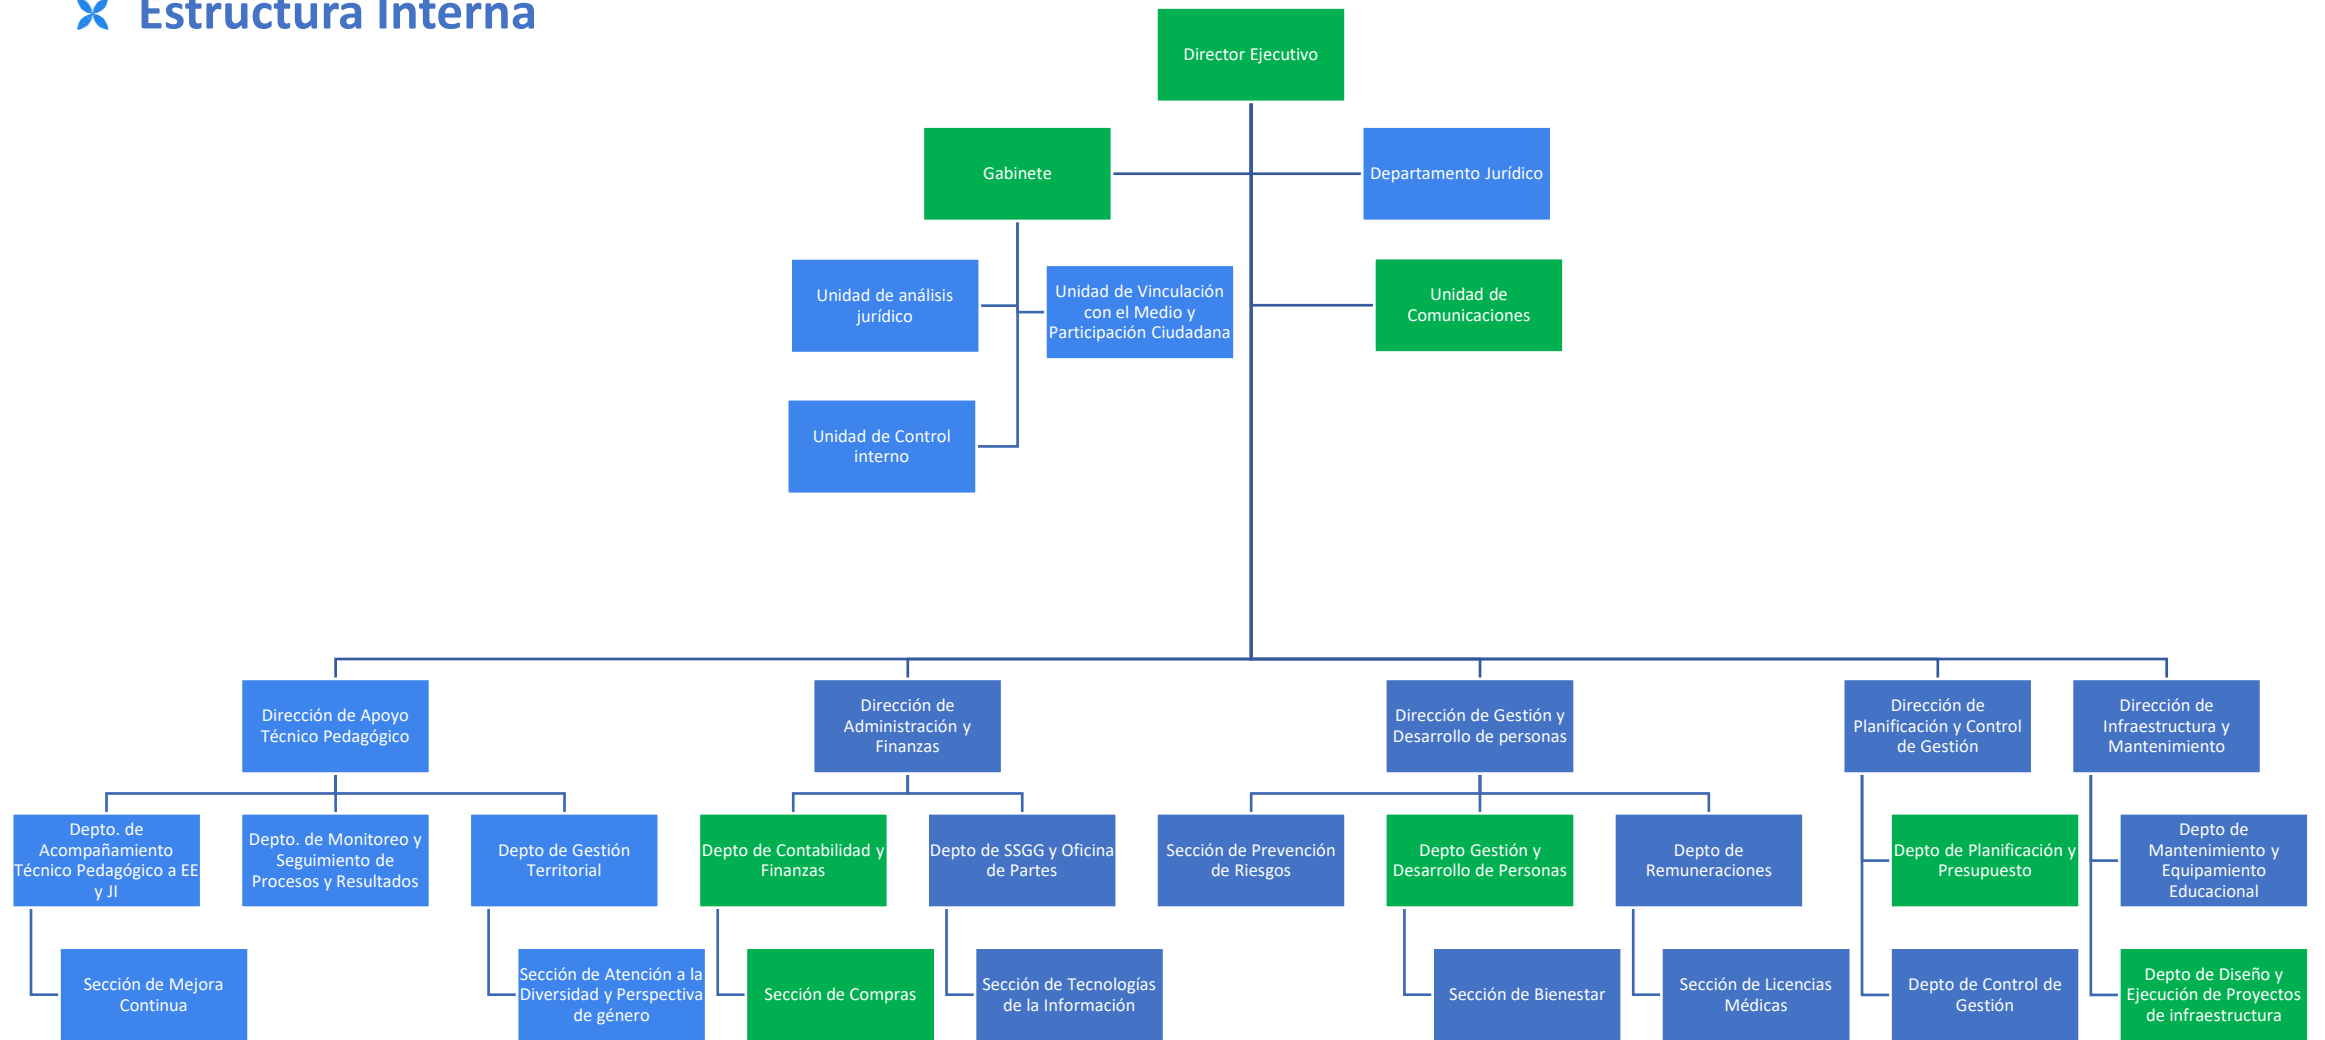 Estructura Interna
Director Ejecutivo
Gabinete
Departamento Jurídico
Unidad de análisis
jurídico
Unidad de Vinculación
con el Medio y
Participación Ciudadana
Unidad de
Comunicaciones
Unidad de Control
interno
Dirección de Apoyo
Técnico Pedagógico
Dirección de
Administración y
Finanzas
Dirección de Gestión y
Desarrollo de personas
Dirección de
Planificación y Control
de Gestión
Dirección de
Infraestructura y
Mantenimiento
Depto. de
Acompañamiento
Técnico Pedagógico a EE
y JI
Depto. de Monitoreo y
Seguimiento de
Procesos y Resultados
Depto de Gestión
Territorial
Depto de Contabilidad y
Finanzas
Depto de SSGG y Oficina
de Partes
Sección de Prevención
de Riesgos
Depto Gestión y
Desarrollo de Personas
Depto de
Remuneraciones
Depto de Planificación y
Presupuesto
Depto de
Mantenimiento y
Equipamiento
Educacional
Sección de Mejora
Continua
Sección de Atención a la
Diversidad y Perspectiva
de género
Sección de Compras
Sección de Tecnologías
de la Información
Sección de Bienestar
Sección de Licencias
Médicas
Depto de Control de
Gestión
Depto de Diseño y
Ejecución de Proyectos
de infraestructura